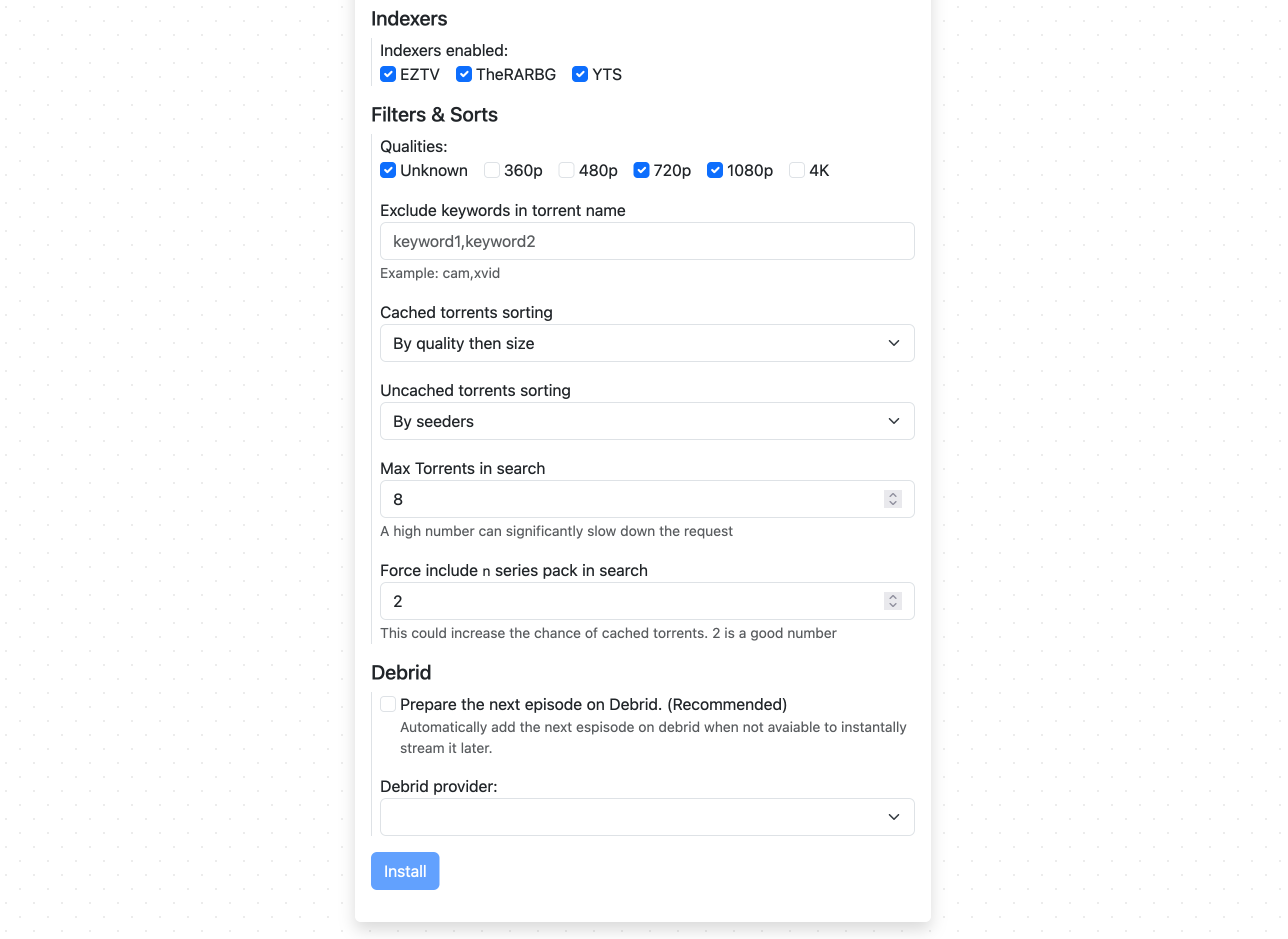 Indexers
Indexers enabled:
EZTV TheRARBG YTS
Filters & Sorts
Qualities:
Unknown 360p 480p 720p 1080p 4K
Exclude keywords in torrent name
keyword1,keyword2
Example: cam,xvid
Cached torrents sorting
By quality then size
Uncached torrents sorting
By seeders
Max Torrents in search
8
A high number can significantly slow down the request
Force include n series pack in search
2
This could increase the chance of cached torrents. 2 is a good number
Debrid
Prepare the next episode on Debrid. (Recommended)
Automatically add the next espisode on debrid when not avaiable to instantally
stream it later.
Debrid provider:
Install